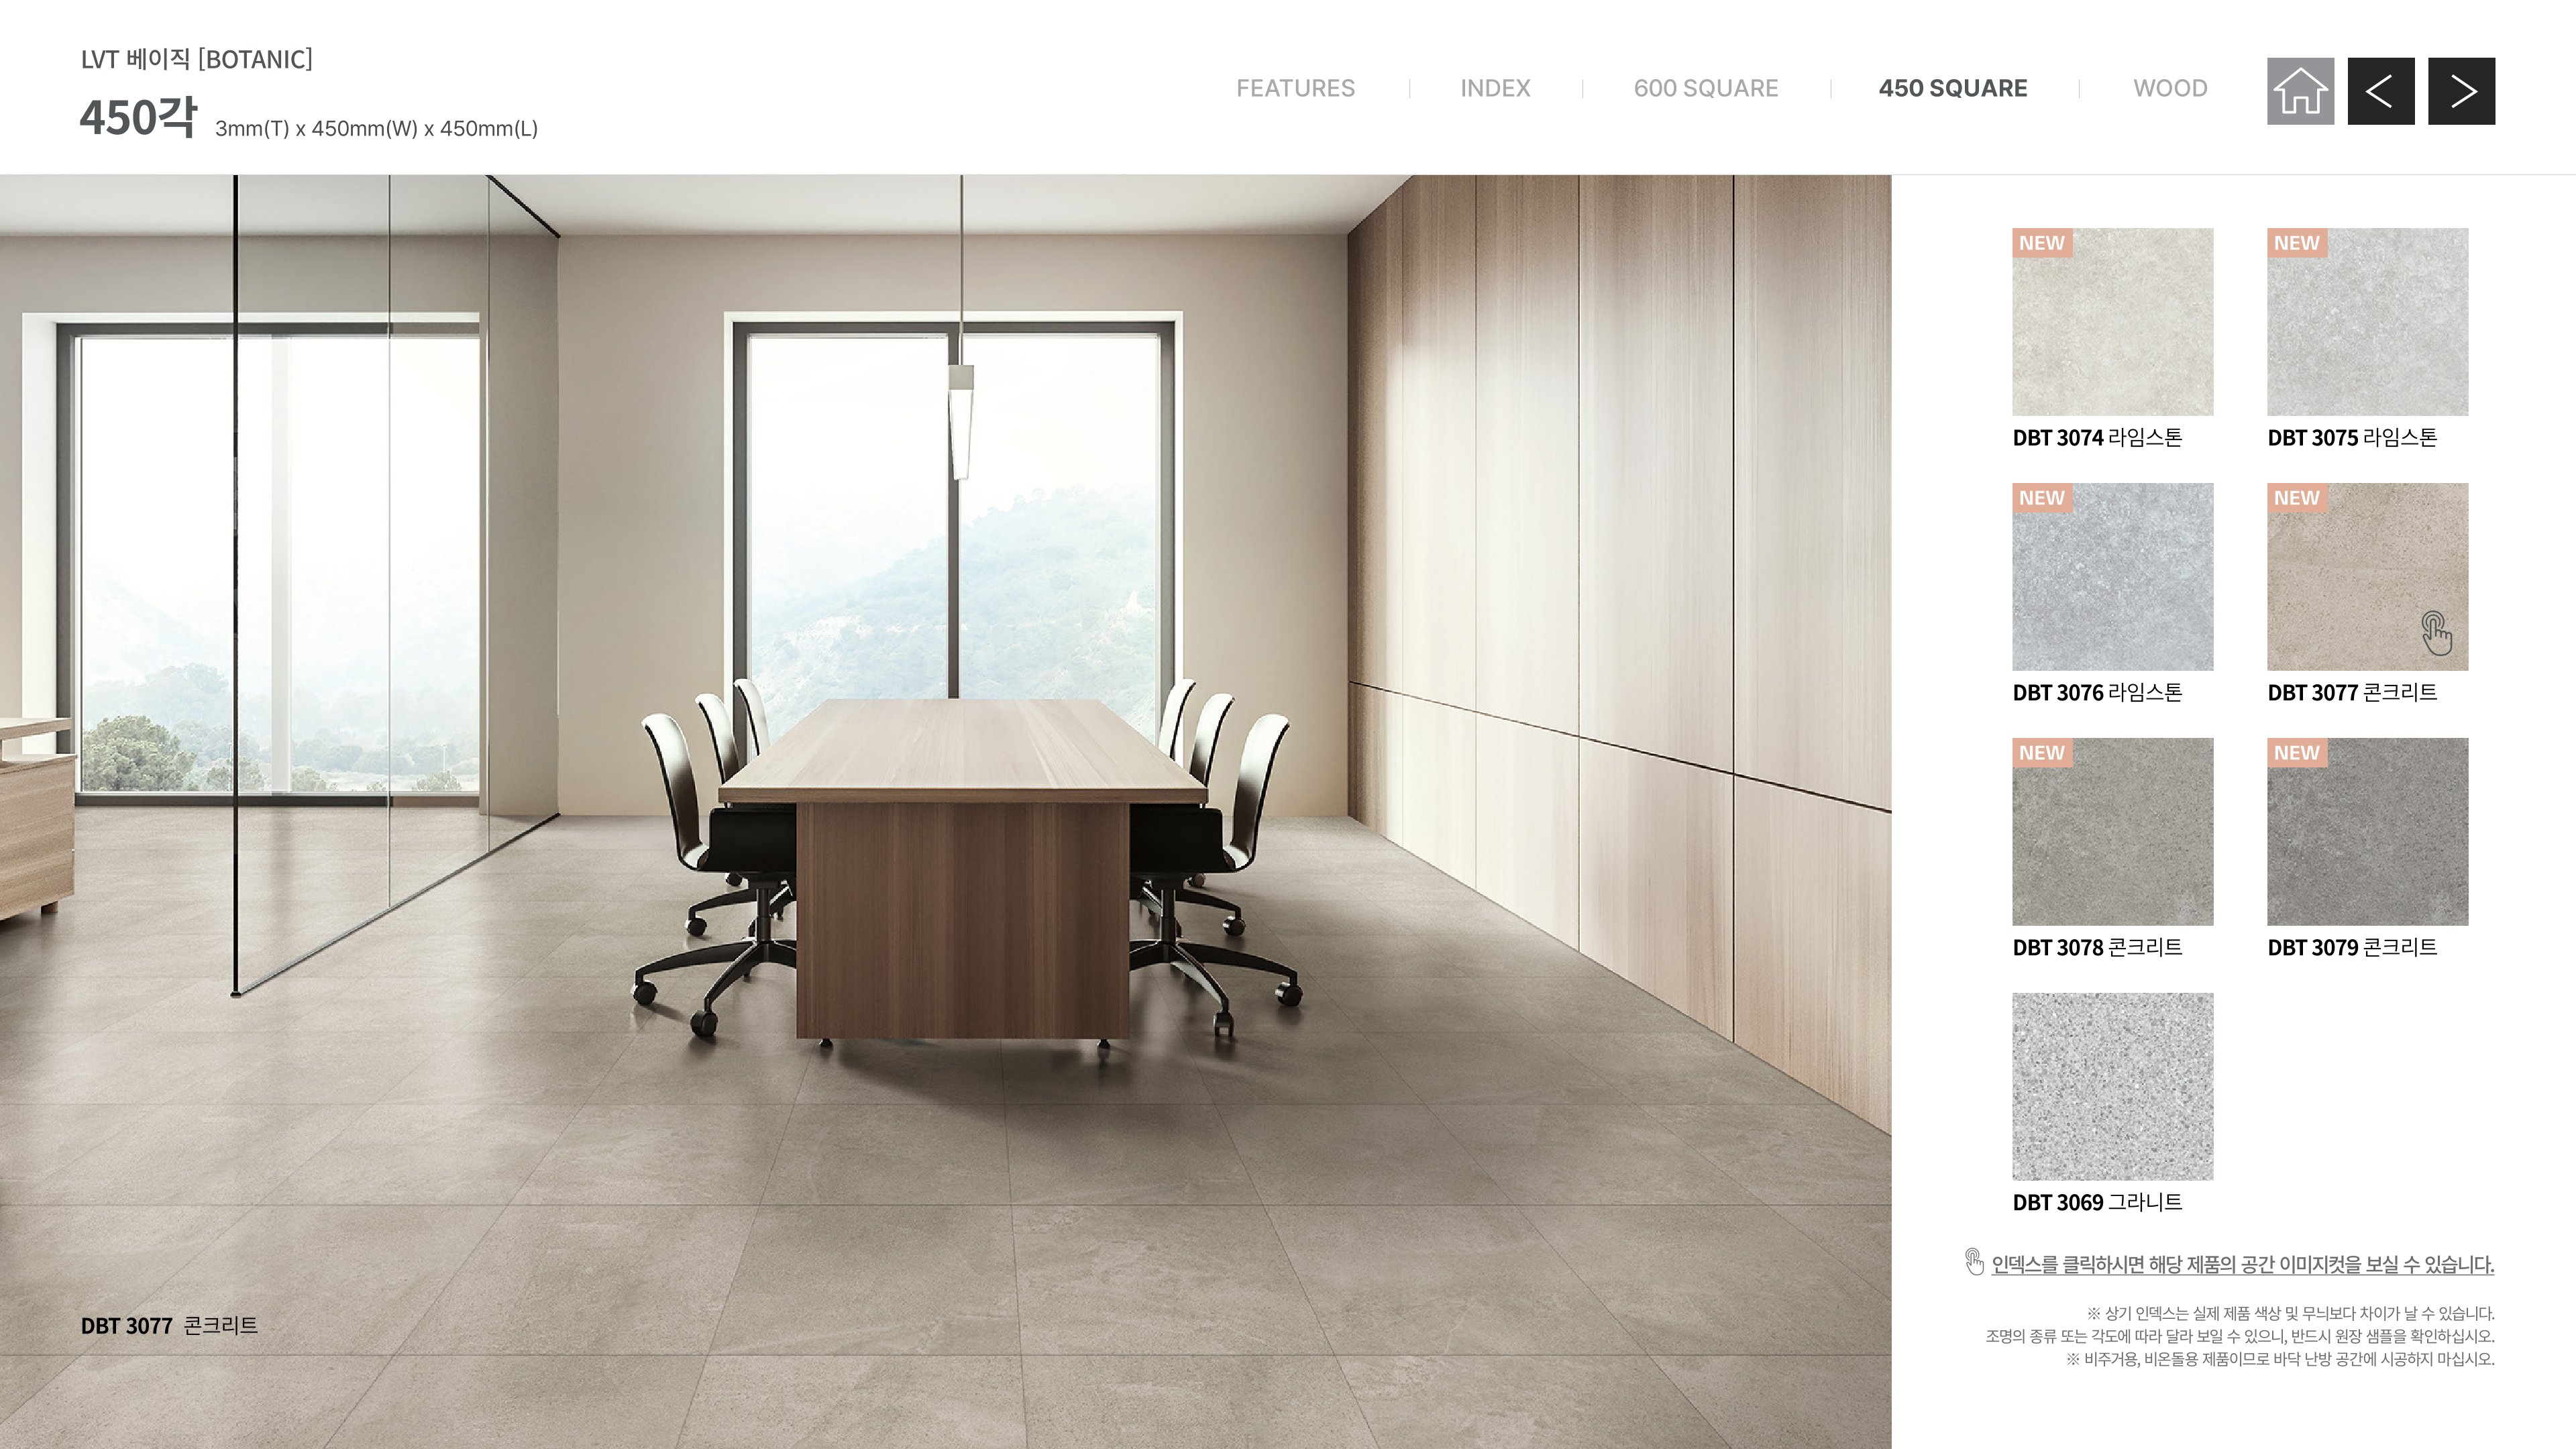 LVT 베이직 [BOTANIC]
450각 3mm(T) x 450mm(W) x 450mm(L)
FEATURES
INDEX
600 SQUARE
450 SQUARE
WOOD
NEW
NEW
DBT 3074 라임스톤
DBT 3075 라임스톤
NEW
NEW
DBT 3076 라임스톤
DBT 3077 콘크리트
NEW
NEW
DBT 3078 콘크리트
DBT 3079 콘크리트
DBT 3069 그라니트
DBT 3077 콘크리트
인덱스를 클릭하시면 해당 제품의 공간 이미지컷을 보실 수 있습니다.
※ 상기 인덱스는 실제 제품 색상 및 무늬보다 차이가 날 수 있습니다.
조명의 종류 또는 각도에 따라 달라 보일 수 있으니, 반드시 원장 샘플을 확인하십시오.
※ 비주거용, 비온돌용 제품이므로 바닥 난방 공간에 시공하지 마십시오.